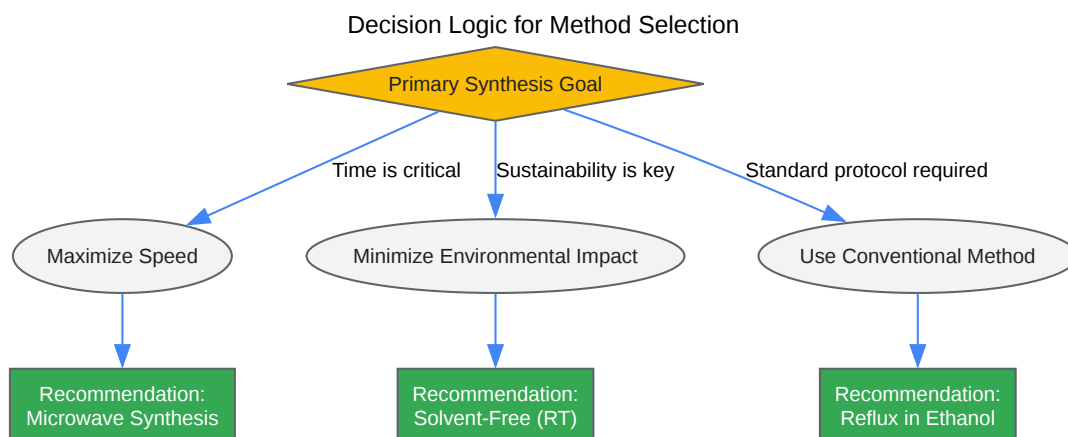 Decision Logic for Method Selection
Primary Synthesis Goal
Time is critical
Sustainability is key
Standard protocol required
Maximize Speed
Minimize Environmental Impact
Use Conventional Method
Recommendation:
Microwave Synthesis
Recommendation:
Solvent-Free (RT)
Recommendation:
Reflux in Ethanol